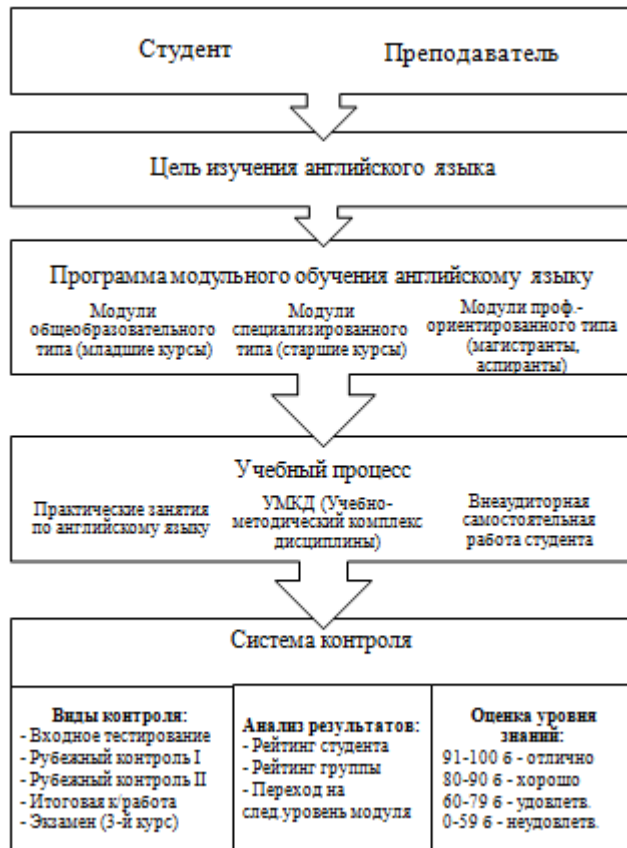 Студент Преподаватель
Цель изучения английского языка
Программа модульного обучения английскому языку
Модули
общеобразовательного
типа (младшие курсы)
Модули
специализированного
типа (старшие курсы)
Модули проф.-
ориентированного типа
(магистранты,
аспиранты)
Учебный процесс
Практические занятия
по английскому языку
УМКД (Учебно-
методический комплекс
дисциплины)
Внеаудиторная
самостоятельная
работа студента
Система контроля
Виды контроля:
- Входное тестирование
- Рубежный контроль I
- Рубежный контроль II
- Итоговая к/работа
- Экзамен (3-й курс)
Анализ результатов:
- Рейтинг студента
- Рейтинг группы
- Переход на
след.уровень модуля
Оценка уровня
знаний:
91-100 б - отлично
80-90 б - хорошо
60-79 б - удовлетв.
0-59 б - неудовлетв.